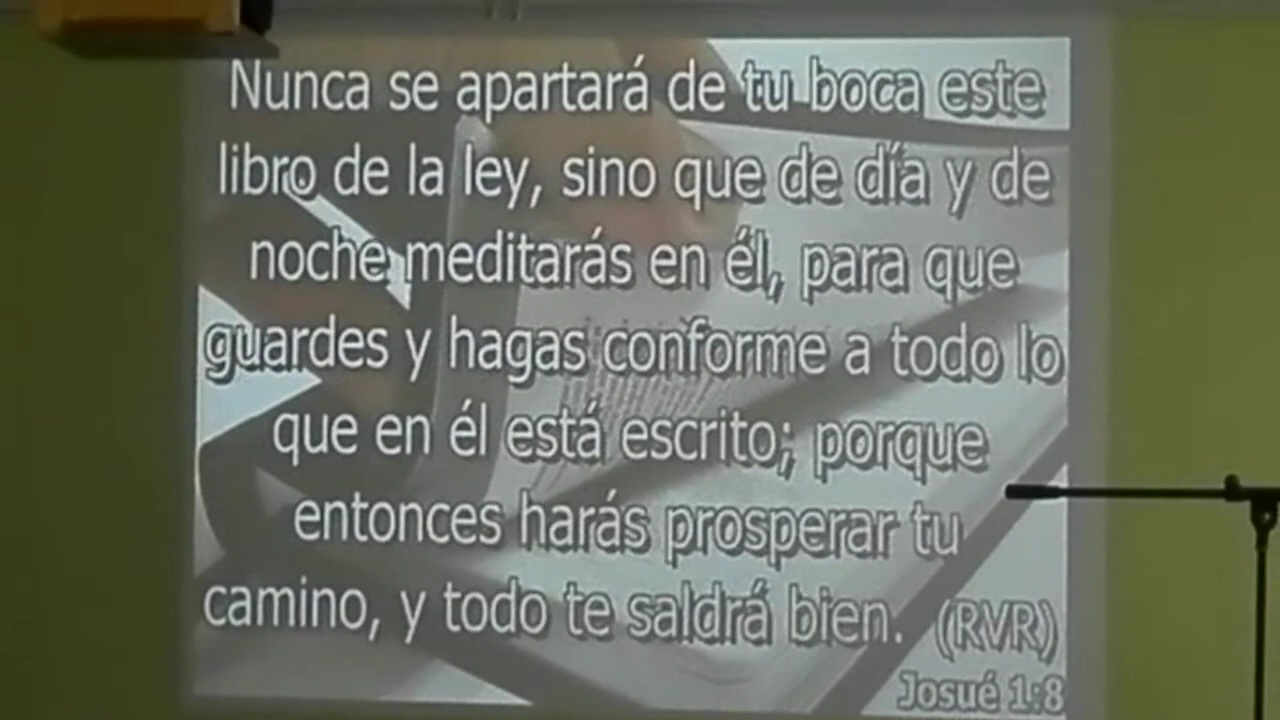 Nunca se apartará de tu boca este
libro de la ley, sino que de día y de
noche meditarás en él, para que
guardes y hagas conforme a todo lo
que en él está escrito; porque
entonces harás prosperar tu
camino, y todo te saldrá bien. (RVR)
Josué 1:8